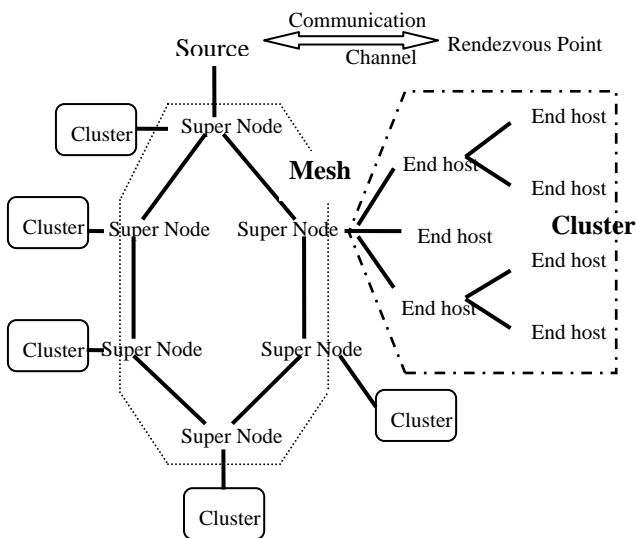 Communication
Source
Channel
Rendezvous Point
Cluster
Super Node
Mesh
End host
End host
End host
Cluster
Super Node
Super Node
End host
Cluster
End host
End host
End host
Cluster
Super Node
Super Node
Cluster
Super Node
Cluster